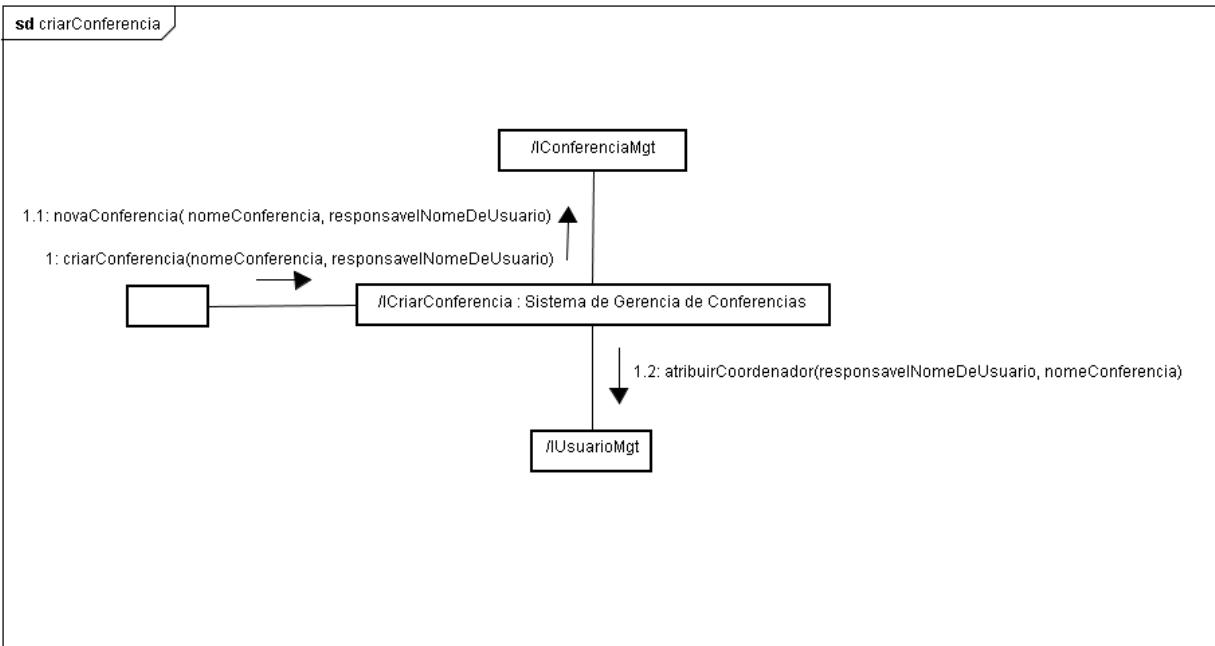 sd criarConferencia
/IConferenciaMgt
1.1: novaConferencia( nomeConferencia, responsavelNomeDeUsuario)
1: criarConferencia(nomeConferencia, responsavelNomeDeUsuario)
/ICriarConferencia : Sistema de Gerencia de Conferencias
1.2: atribuirCoordenador(responsavelNomeDeUsuario, nomeConferencia)
/IUsuarioMgt